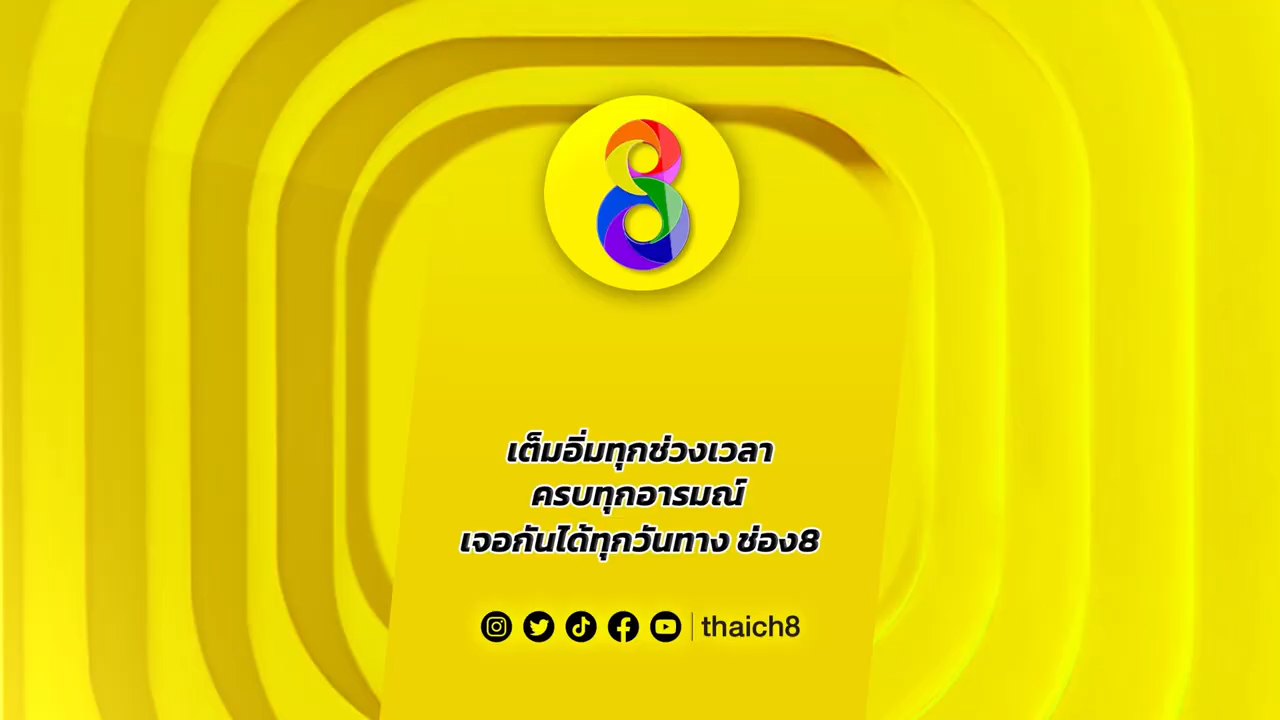 8
เต็มอิ่มทุกช่วงเวลา
ครบทุกอารมณ์
เจอกันได้ทุกวันทาง ช่อง8
thaich8